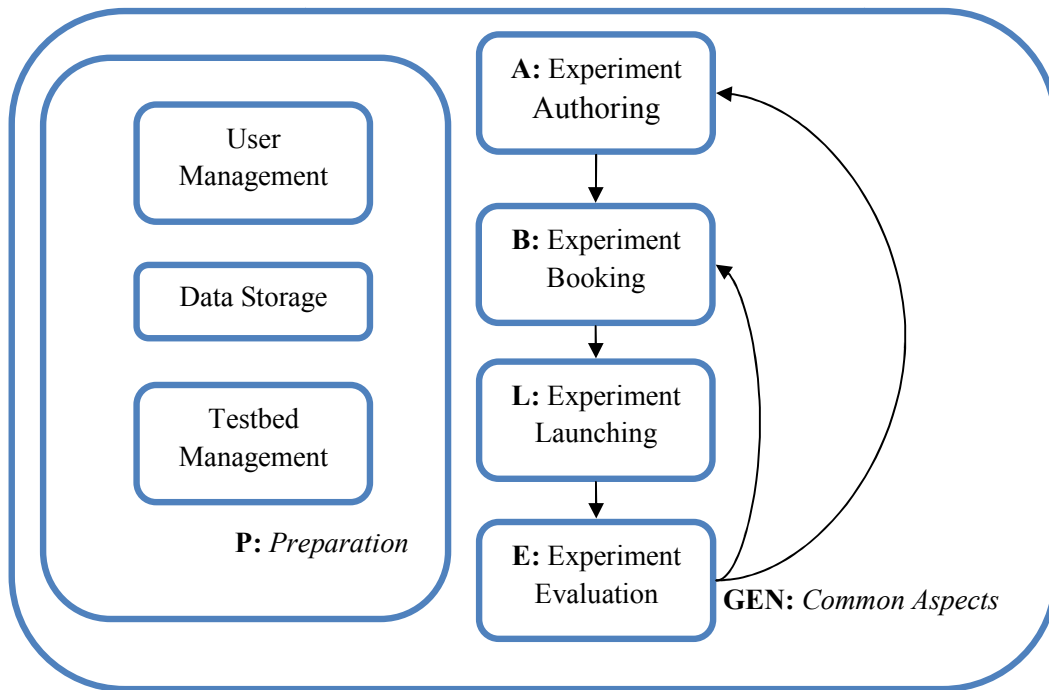 User
Management
Data Storage
Testbed
Management
P: Preparation
A: Experiment
Authoring
B: Experiment
Booking
L: Experiment
Launching
E: Experiment
Evaluation
GEN: Common Aspects